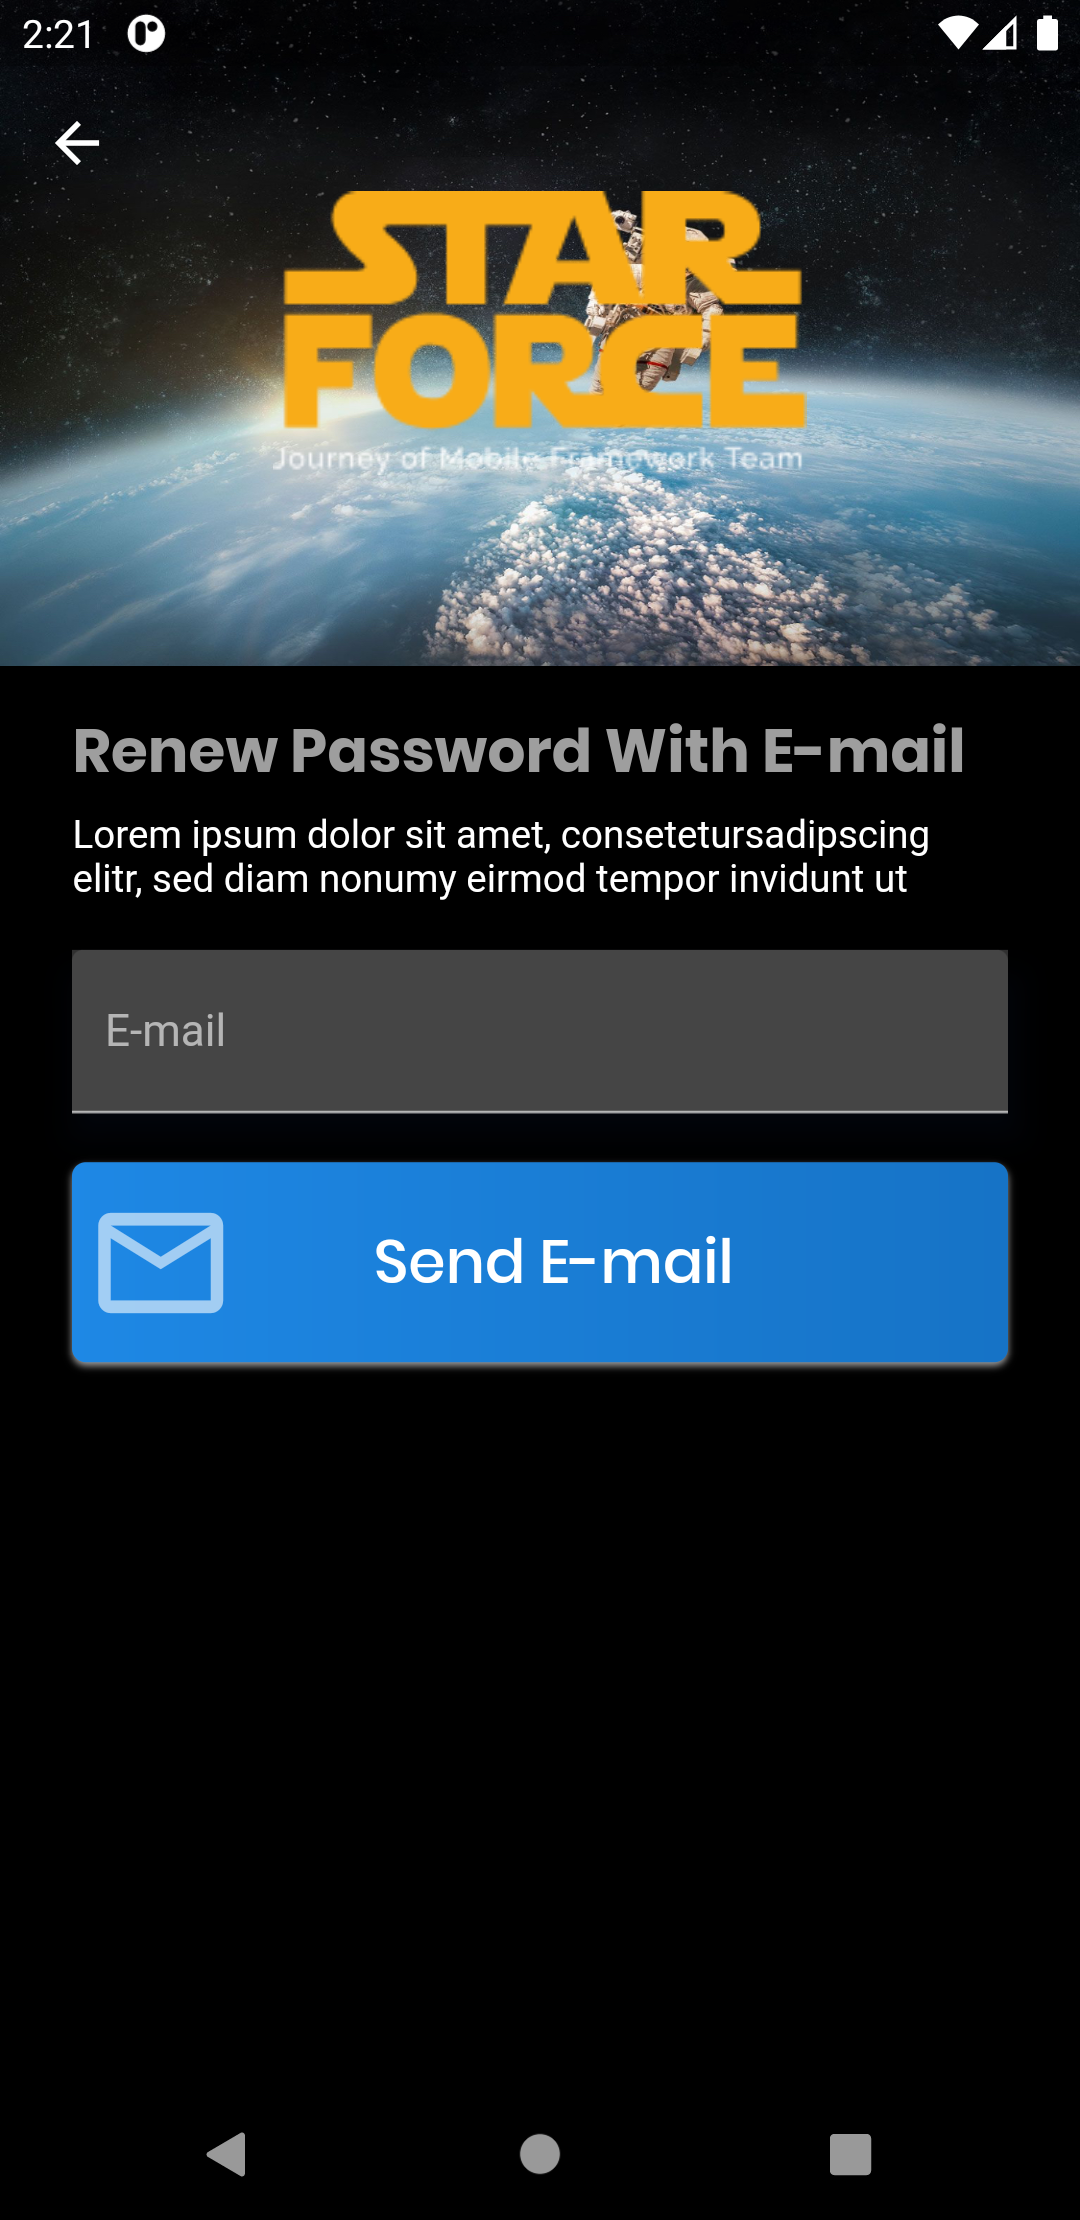 2:21
STAR
FORCE
Journey of Mobile Framework Team
Renew Password With E-mail
Lorem ipsum dolor sit amet, consetetursadipscing
elitr, sed diam nonumy eirmod tempor invidunt ut
E-mail
Send E-mail